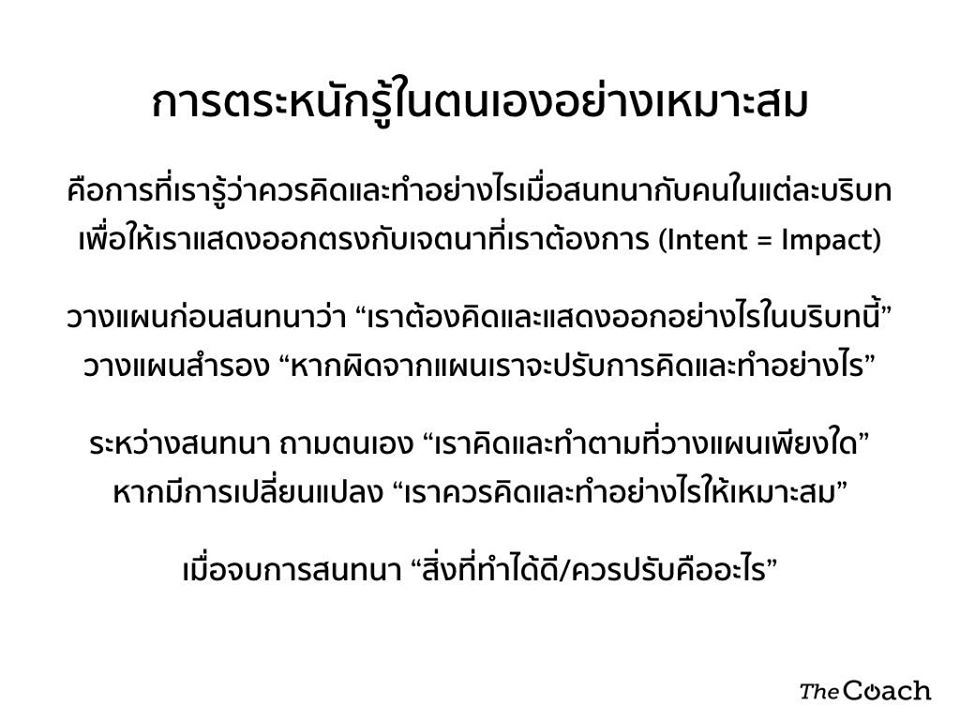 การตระหนักรู้ในตนเองอย่างเหมาะสม
คือการที่เรารู้ว่าควรคิดและทำอย่างไรเมื่อสนทนากับคนในแต่ละบริบท
เพื่อให้เราแสดงออกตรงกับเจตนาที่เราต้องการ (Intent = Impact)
วางแผนก่อนสนทนาว่า “เราต้องคิดและแสดงออกอย่างไรในบริบทนี้”
วางแผนสำรอง “หากผิดจากแผนเราจะปรับการคิดและทำอย่างไร”
ระหว่างสนทนา ถามตนเอง “เราคิดและทำตามที่วางแผนเพียงใด”
หากมีการเปลี่ยนแปลง “เราควรคิดและทำอย่างไรให้เหมาะสม”
เมื่อจบการสนทนา “สิ่งที่ทำได้ดี/ควรปรับคืออะไร”
The Coach